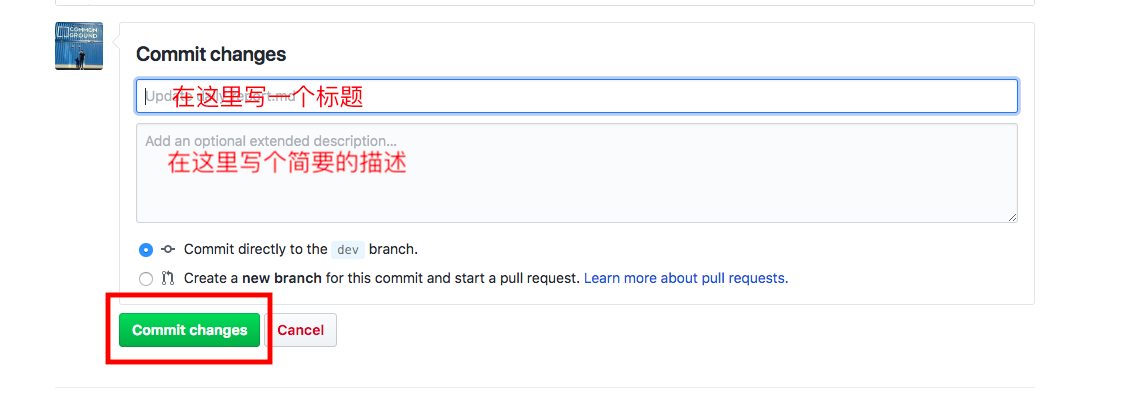 COMMON
GROUND
Commit changes
在这里写一个标题
Add an optional extended description...
在这里写个简要的描述
Commit directly to the dev branch.
Create a new branch for this commit and start a pull request. Learn more about pull requests.
Commit changes
Cancel